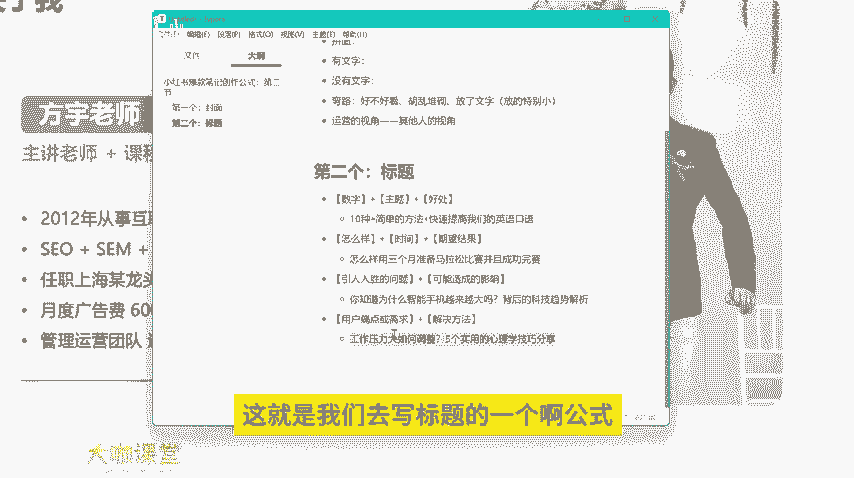 方宇老师
主讲老师 + 课程
• 2012年从事互联
• SEO + SEM +
• 任职上海某龙头
• 月度广告费 600
• 管理运营团队
编辑(E) 段落(P) 格式(O) 视图(V) 主题(T) 帮助(H)
文件 大纲
小红书爆款笔记创作公式：第二节
第一个：封面
第二个：标题
• 拼图：
• 有文字：
• 没有文字：
• 弯路：好不好看、胡乱堆砌、放了文字（放的特别小）
• 运营的视角——其他人的视角
第二个：标题
• 【数字】+【主题】+【好处】
◦ 10种+简单的方法+快速提高我们的英语口语
• 【怎么样】+【时间】+【期望结果】
◦ 怎么样用三个月准备马拉松比赛并且成功完赛
• 【引人入胜的问题】+【可能造成的影响】
◦ 你知道为什么智能手机越来越大吗？背后的科技趋势解析
• 【用户痛点或需求】+【解决方法】
◦ 工作压力大如何调整？5个实用的心理学技巧分享
这就是我们去写标题的一个啊公式